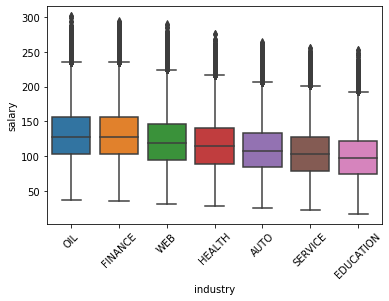 300
250
200
150
100
50
salary
OIL
FINANCE
WEB
HEALTH
AUTO
SERVICE
EDUCATION
industry